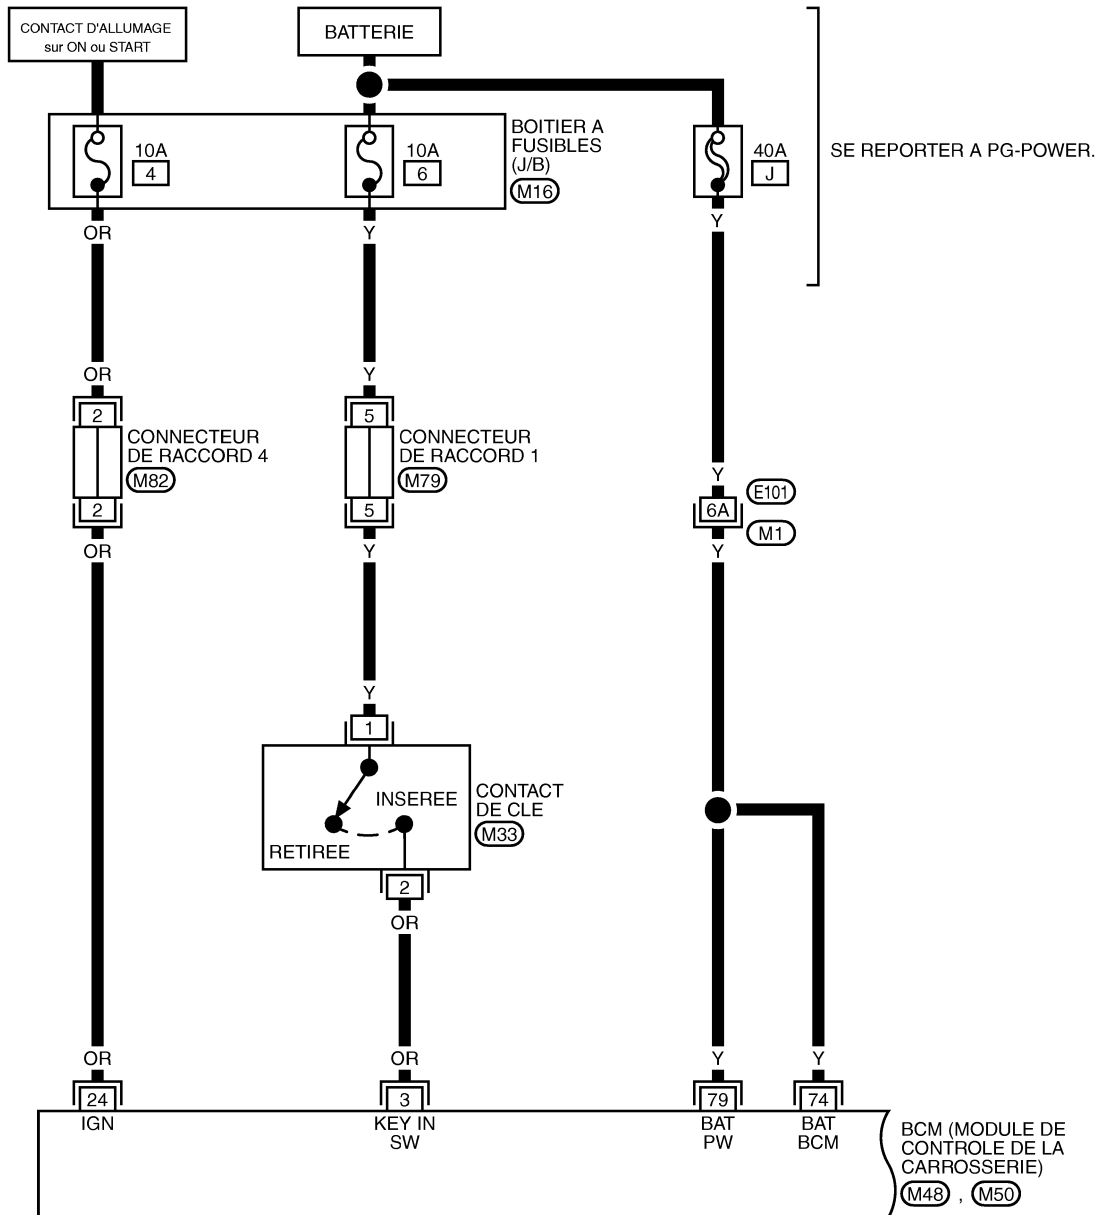 CONTACT D'ALLUMAGE
sur ON ou START
BATTERIE
10A
4
10A
6
BOITIER A
FUSIBLES
(J/B)
M16
40A
J
SE REPORTER A PG-POWER.
OR
Y
Y
OR
Y
Y
2
5
CONNECTEUR
DE RACCORD 4
M82
CONNECTEUR
DE RACCORD 1
M79
2
5
6A
E101
M1
OR
Y
Y
Y
1
INSEREE
RETIREE
CONTACT
DE CLE
M33
2
OR
OR
OR
Y
Y
24
3
79
74
IGN
KEY IN
SW
BAT
PW
BAT
BCM
BCM (MODULE DE
CONTROLE DE LA
CARROSSERIE)
M48 , M50